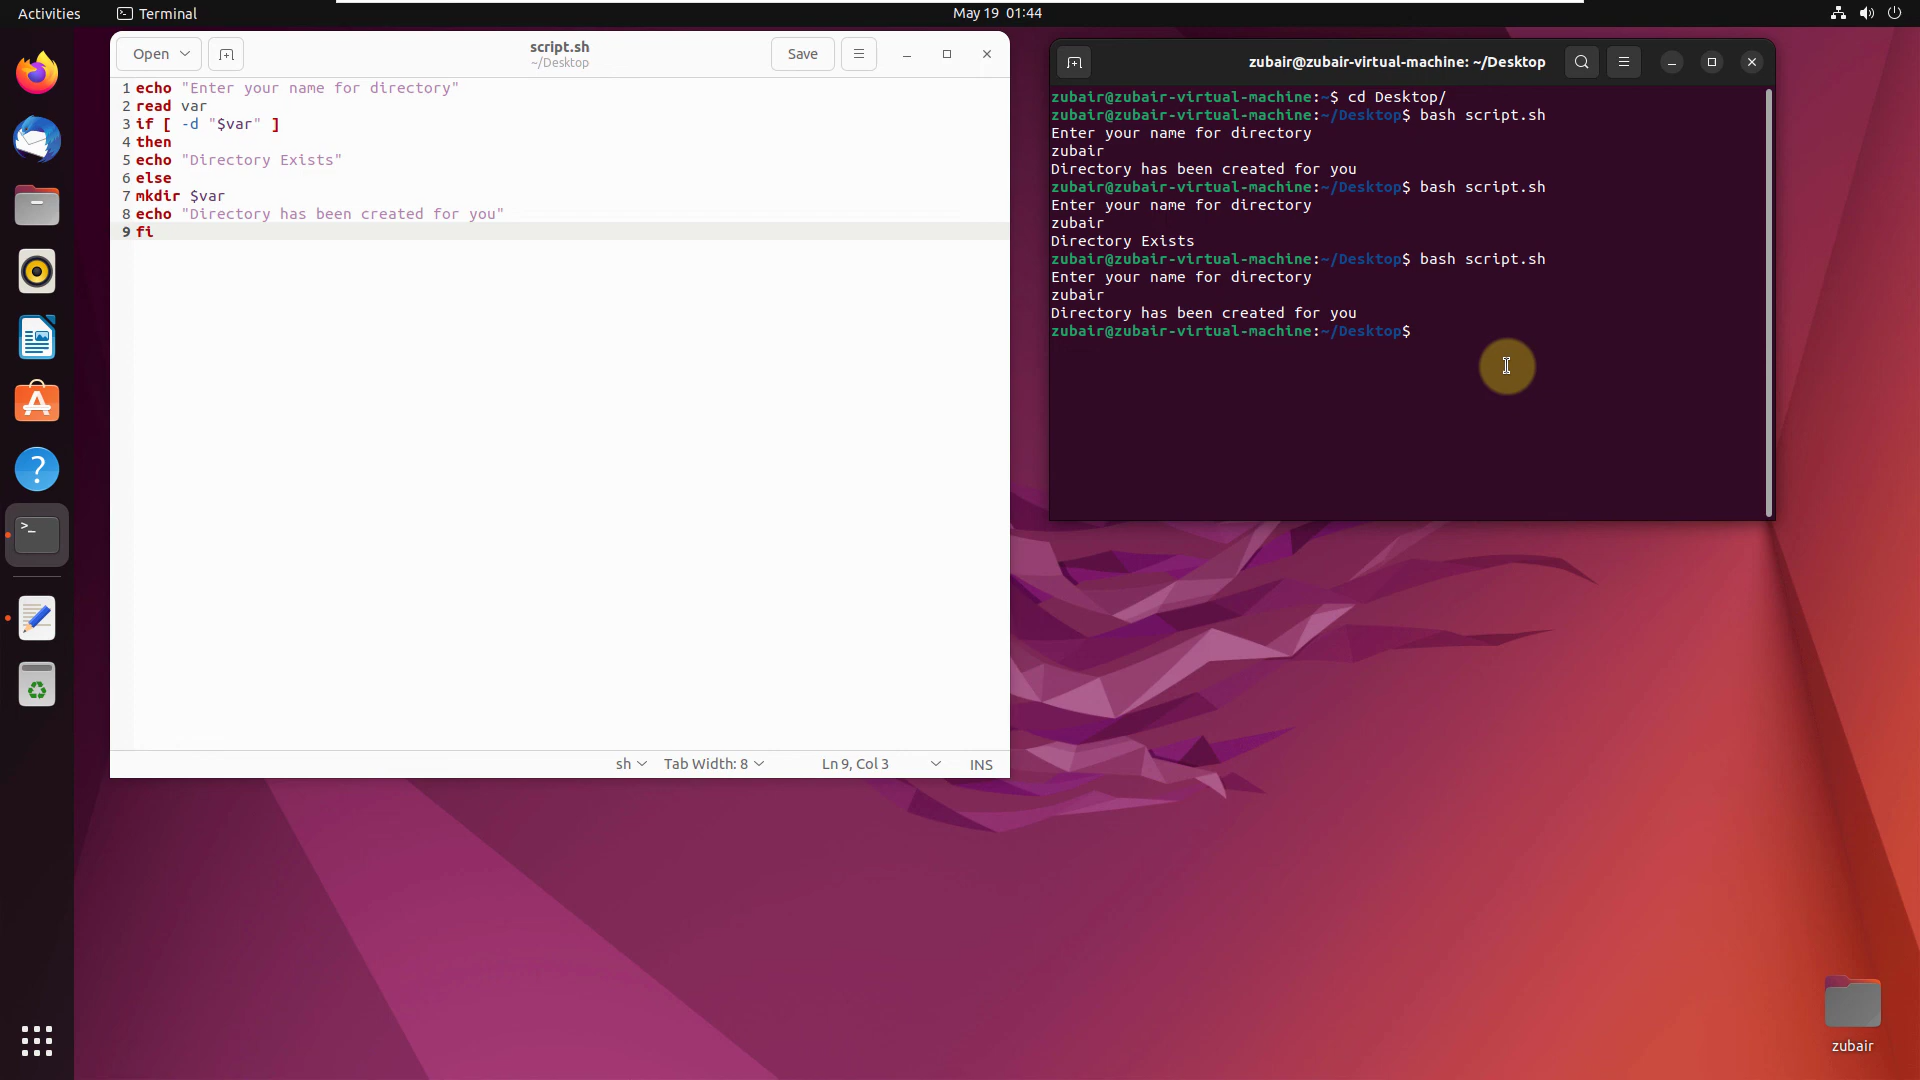 Activities Terminal May 19 01:44
Open script.sh Save
~/Desktop
1 echo "Enter your name for directory"
2 read var
3 if [ -d "$var" ]
4 then
5 echo "Directory Exists"
6 else
7 mkdir $var
8 echo "Directory has been created for you"
9 fi
sh Tab Width: 8 Ln 9, Col 3 INS
zubair@zubair-virtual-machine: ~/Desktop
zubair@zubair-virtual-machine:~$ cd Desktop/
zubair@zubair-virtual-machine:~/Desktop$ bash script.sh
Enter your name for directory
zubair
Directory has been created for you
zubair@zubair-virtual-machine:~/Desktop$ bash script.sh
Enter your name for directory
zubair
Directory Exists
zubair@zubair-virtual-machine:~/Desktop$ bash script.sh
Enter your name for directory
zubair
Directory has been created for you
zubair@zubair-virtual-machine:~/Desktop$
zubair